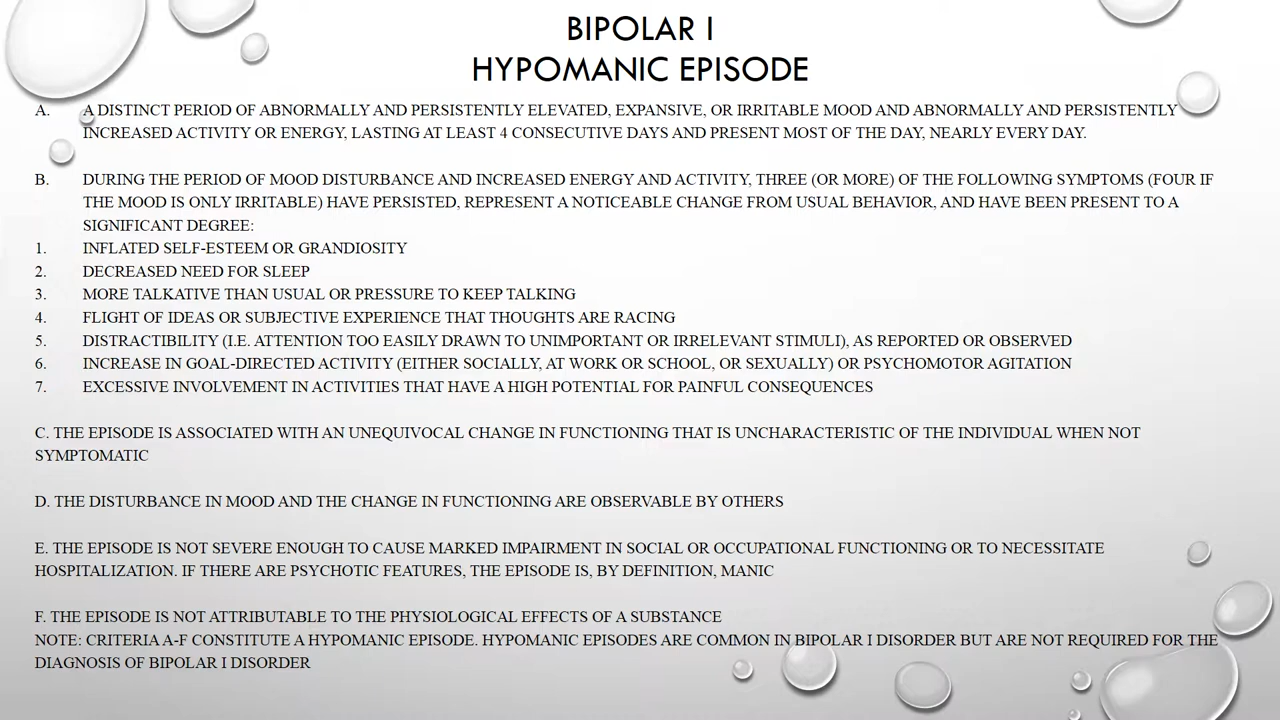 BIPOLAR I
HYPOMANIC EPISODE
A. A DISTINCT PERIOD OF ABNORMALLY AND PERSISTENTLY ELEVATED, EXPANSIVE, OR IRRITABLE MOOD AND ABNORMALLY AND PERSISTENTLY
INCREASED ACTIVITY OR ENERGY, LASTING AT LEAST 4 CONSECUTIVE DAYS AND PRESENT MOST OF THE DAY, NEARLY EVERY DAY.
B. DURING THE PERIOD OF MOOD DISTURBANCE AND INCREASED ENERGY AND ACTIVITY, THREE (OR MORE) OF THE FOLLOWING SYMPTOMS (FOUR IF
THE MOOD IS ONLY IRRITABLE) HAVE PERSISTED, REPRESENT A NOTICEABLE CHANGE FROM USUAL BEHAVIOR, AND HAVE BEEN PRESENT TO A
SIGNIFICANT DEGREE:
1. INFLATED SELF-ESTEEM OR GRANDIOSITY
2. DECREASED NEED FOR SLEEP
3. MORE TALKATIVE THAN USUAL OR PRESSURE TO KEEP TALKING
4. FLIGHT OF IDEAS OR SUBJECTIVE EXPERIENCE THAT THOUGHTS ARE RACING
5. DISTRACTIBILITY (I.E. ATTENTION TOO EASILY DRAWN TO UNIMPORTANT OR IRRELEVANT STIMULI), AS REPORTED OR OBSERVED
6. INCREASE IN GOAL-DIRECTED ACTIVITY (EITHER SOCIALLY, AT WORK OR SCHOOL, OR SEXUALLY) OR PSYCHOMOTOR AGITATION
7. EXCESSIVE INVOLVEMENT IN ACTIVITIES THAT HAVE A HIGH POTENTIAL FOR PAINFUL CONSEQUENCES
C. THE EPISODE IS ASSOCIATED WITH AN UNEQUIVOCAL CHANGE IN FUNCTIONING THAT IS UNCHARACTERISTIC OF THE INDIVIDUAL WHEN NOT
SYMPTOMATIC
D. THE DISTURBANCE IN MOOD AND THE CHANGE IN FUNCTIONING ARE OBSERVABLE BY OTHERS
E. THE EPISODE IS NOT SEVERE ENOUGH TO CAUSE MARKED IMPAIRMENT IN SOCIAL OR OCCUPATIONAL FUNCTIONING OR TO NECESSITATE
HOSPITALIZATION. IF THERE ARE PSYCHOTIC FEATURES, THE EPISODE IS, BY DEFINITION, MANIC
F. THE EPISODE IS NOT ATTRIBUTABLE TO THE PHYSIOLOGICAL EFFECTS OF A SUBSTANCE
NOTE: CRITERIA A-F CONSTITUTE A HYPOMANIC EPISODE. HYPOMANIC EPISODES ARE COMMON IN BIPOLAR I DISORDER BUT ARE NOT REQUIRED FOR THE
DIAGNOSIS OF BIPOLAR I DISORDER